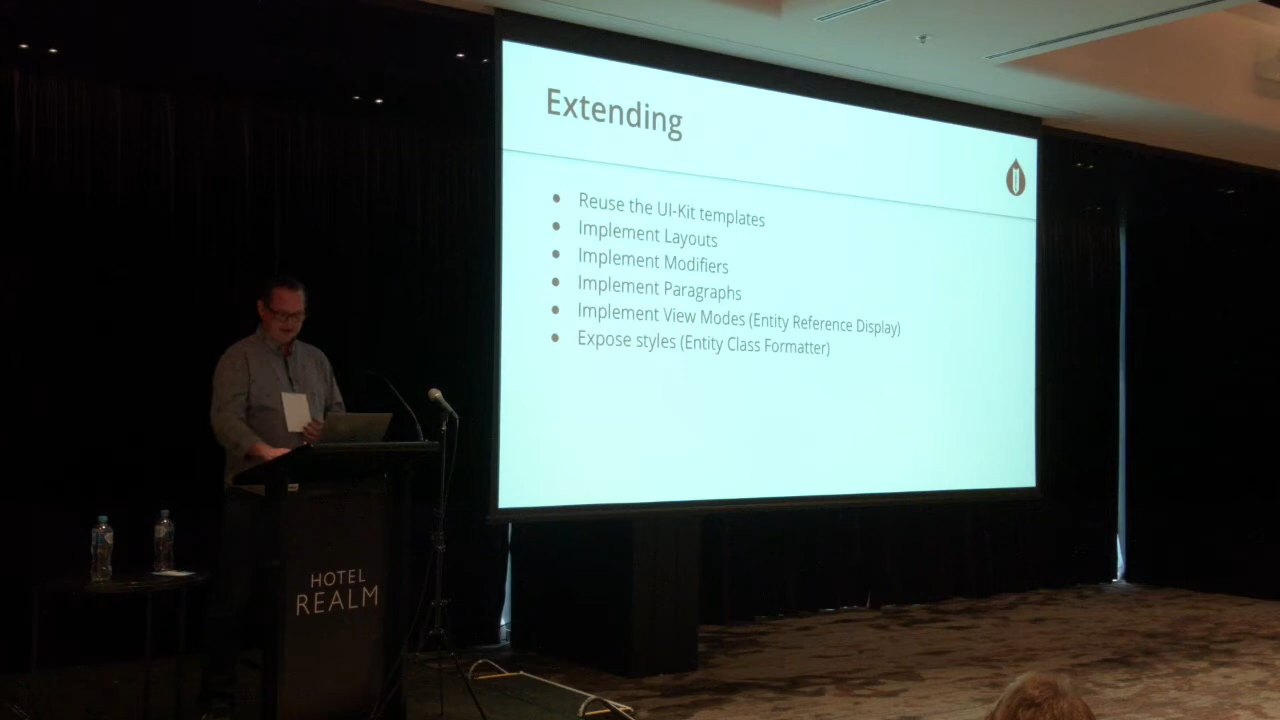 Extending
Reuse the UI-Kit templates
Implement Layouts
Implement Modifiers
Implement Paragraphs
Implement View Modes (Entity Reference Display)
Expose styles (Entity Class Formatter)
HOTEL
REALM